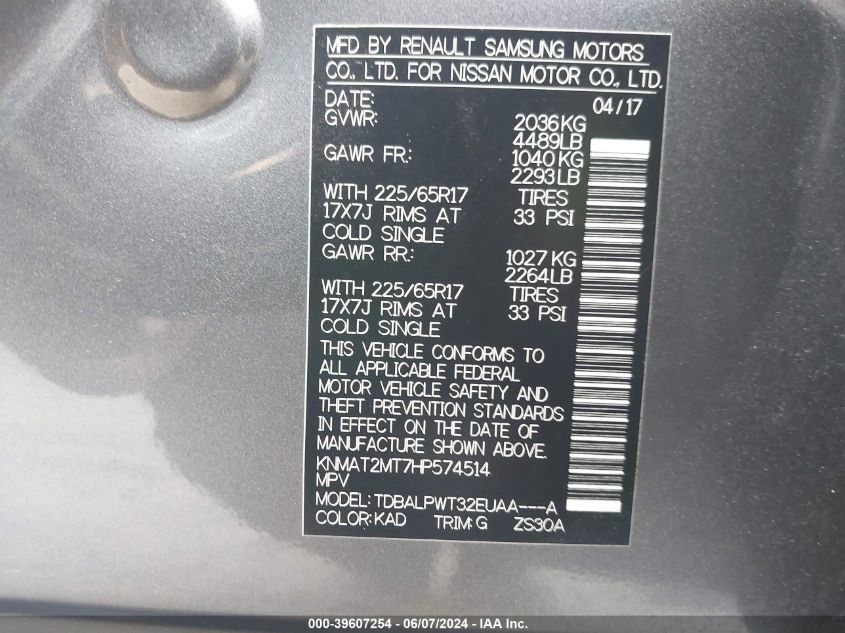 MFD BY RENAULT SAMSUNG MOTORS
CO., LTD. FOR NISSAN MOTOR CO., LTD.
DATE: 04/17
GVWR: 2036KG
4489LB
GAWR FR: 1040KG
2293LB
WITH 225/65R17 TIRES
17X7J RIMS AT 33 PSI
COLD SINGLE
GAWR RR: 1027KG
2264LB
WITH 225/65R17 TIRES
17X7J RIMS AT 33 PSI
COLD SINGLE
THIS VEHICLE CONFORMS TO
ALL APPLICABLE FEDERAL
MOTOR VEHICLE SAFETY AND
THEFT PREVENTION STANDARDS
IN EFFECT ON THE DATE OF
MANUFACTURE SHOWN ABOVE.
KNMAT2MT7HP574514
MPV
MODEL: TDBALPWT32EUAA---A
COLOR: KAD TRIM: G ZS30A
000-39607254 - 06/07/2024 - IAA Inc.